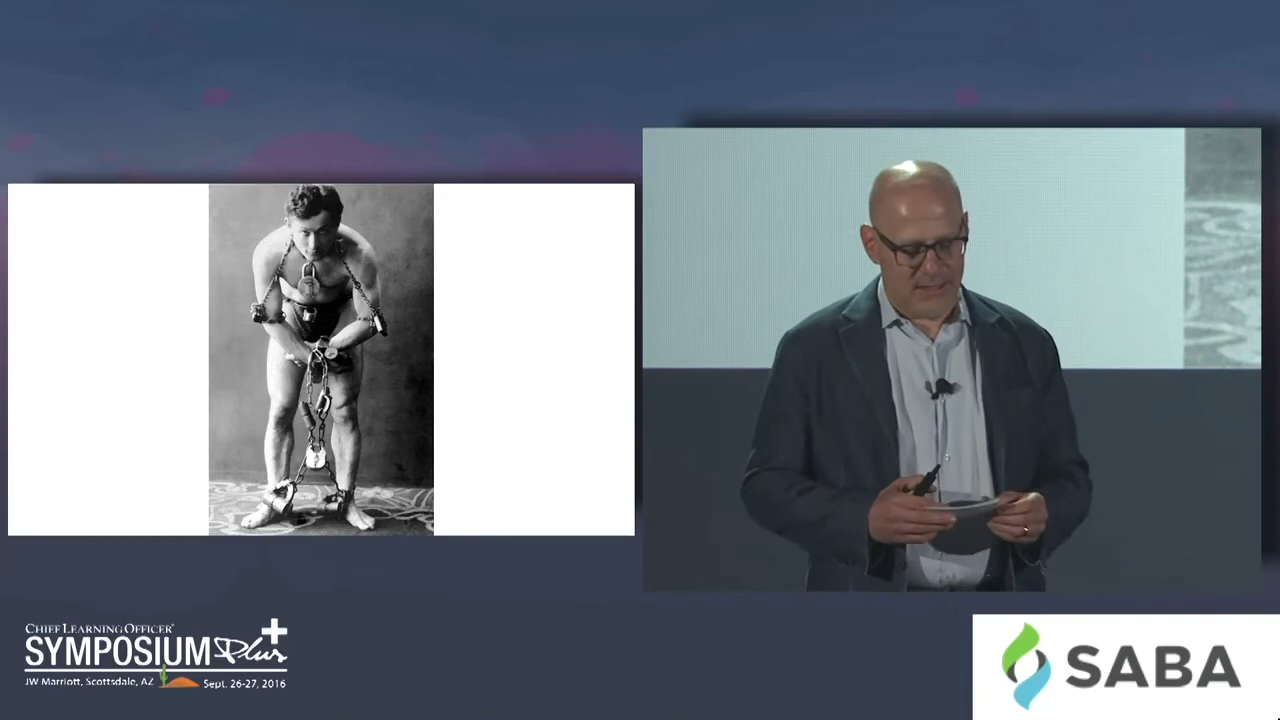 CHIEF LEARNING OFFICER®
SYMPOSIUM Plus +
JW Marriott, Scottsdale, AZ Sept. 26-27, 2016
SABA